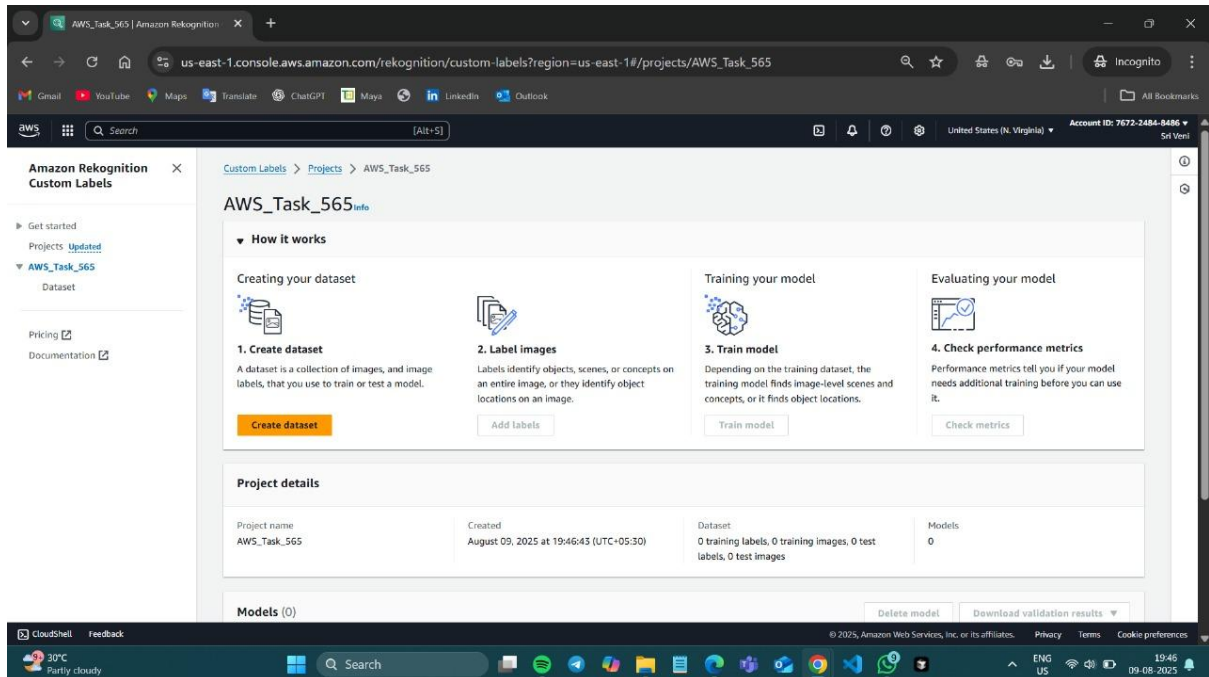 AWS_Task_565 | Amazon Rekognition
us-east-1.console.aws.amazon.com/rekognition/custom-labels?region=us-east-1#/projects/AWS_Task_565
Incognito
Gmail YouTube Maps Translate ChatGPT Maya LinkedIn Outlook All Bookmarks
aws Search [Alt+S] United States (N. Virginia) Account ID: 7672-2484-8486
Sri Veni
Amazon Rekognition
Custom Labels
Get started
Projects Updated
AWS_Task_565
Dataset
Pricing
Documentation
Custom Labels > Projects > AWS_Task_565
AWS_Task_565 Info
How it works
Creating your dataset
1. Create dataset
A dataset is a collection of images, and image
labels, that you use to train or test a model.
Create dataset
2. Label images
Labels identify objects, scenes, or concepts on
an entire image, or they identify object
locations on an image.
Add labels
Training your model
3. Train model
Depending on the training dataset, the
training model finds image-level scenes and
concepts, or it finds object locations.
Train model
Evaluating your model
4. Check performance metrics
Performance metrics tell you if your model
needs additional training before you can use
it.
Check metrics
Project details
Project name
AWS_Task_565
Created
August 09, 2025 at 19:46:43 (UTC+05:30)
Dataset
0 training labels, 0 training images, 0 test
labels, 0 test images
Models
0
Models (0) Delete model Download validation results
CloudShell Feedback © 2025, Amazon Web Services, Inc. or its affiliates. Privacy Terms Cookie preferences
30°C
Partly cloudy
Search
9
ENG
US
19:46
09-08-2025